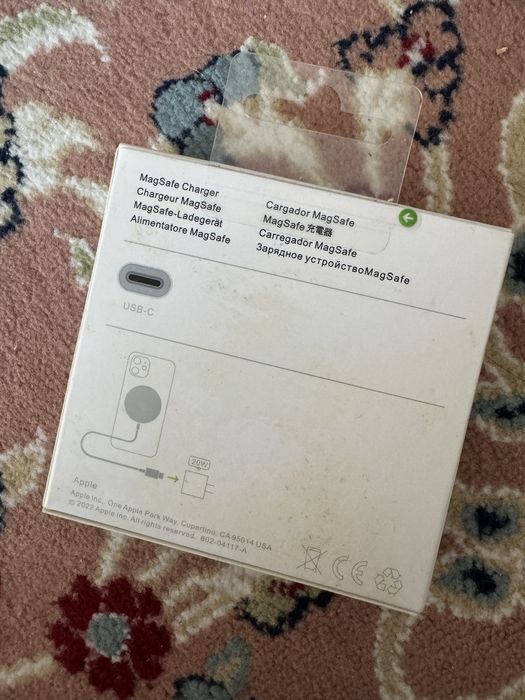 MagSafe Charger
Chargeur MagSafe
MagSafe-Ladegerät
Alimentatore MagSafe
Cargador MagSafe
MagSafe 充電器
Carregador MagSafe
Зарядное устройствоMagSafe
USB-C
20W
Apple
Apple Inc., One Apple Park Way, Cupertino, CA 95014 USA
© 2022 Apple Inc. All rights reserved. 602-04117-A
CE